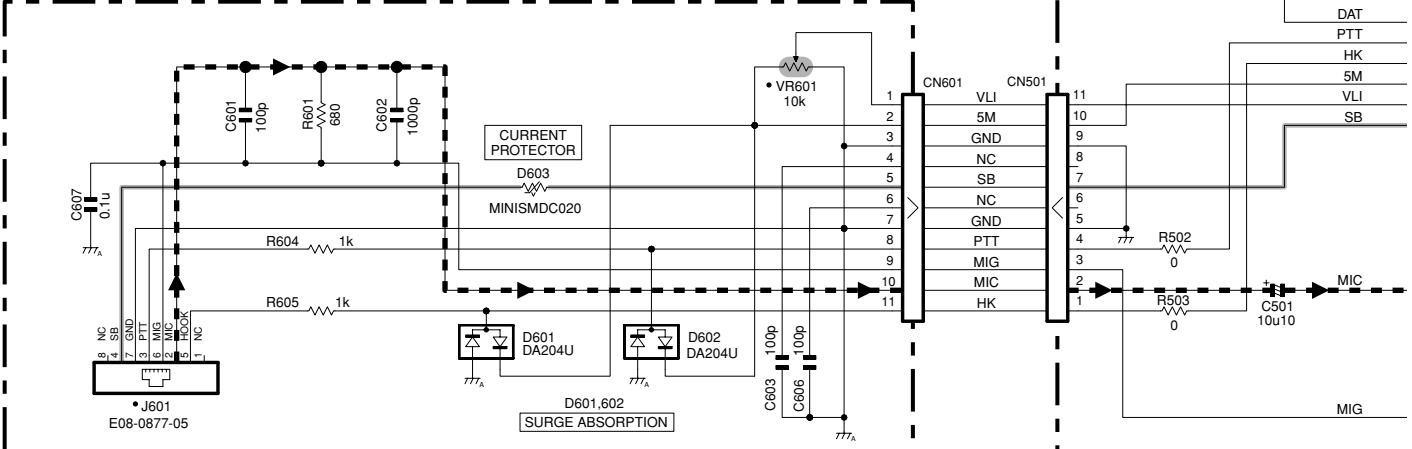 DAT
PTT
HK
5M
VLI
SB
CN601
CN501
• VR601
10k
C601
100p
R601
680
C602
1000p
CURRENT
PROTECTOR
D603
MINISMDC020
C607
0.1u
A
R604 1k
R605 1k
1 VLI 11
2 5M 10
3 GND 9
4 NC 8
5 SB 7
6 NC 6
7 GND 5
8 PTT 4
9 MIG 3
10 MIC 2
11 HK 1
R502
0
R503
0
+
C501
10u10
MIC
MIG
8 NC
4 SB
7 GND
3 PTT
6 MIG
2 MIC
5 HOOK
1 NC
• J601
E08-0877-05
D601
DA204U
A
D602
DA204U
A
D601,602
SURGE ABSORPTION
C603
100p
C606
100p
A